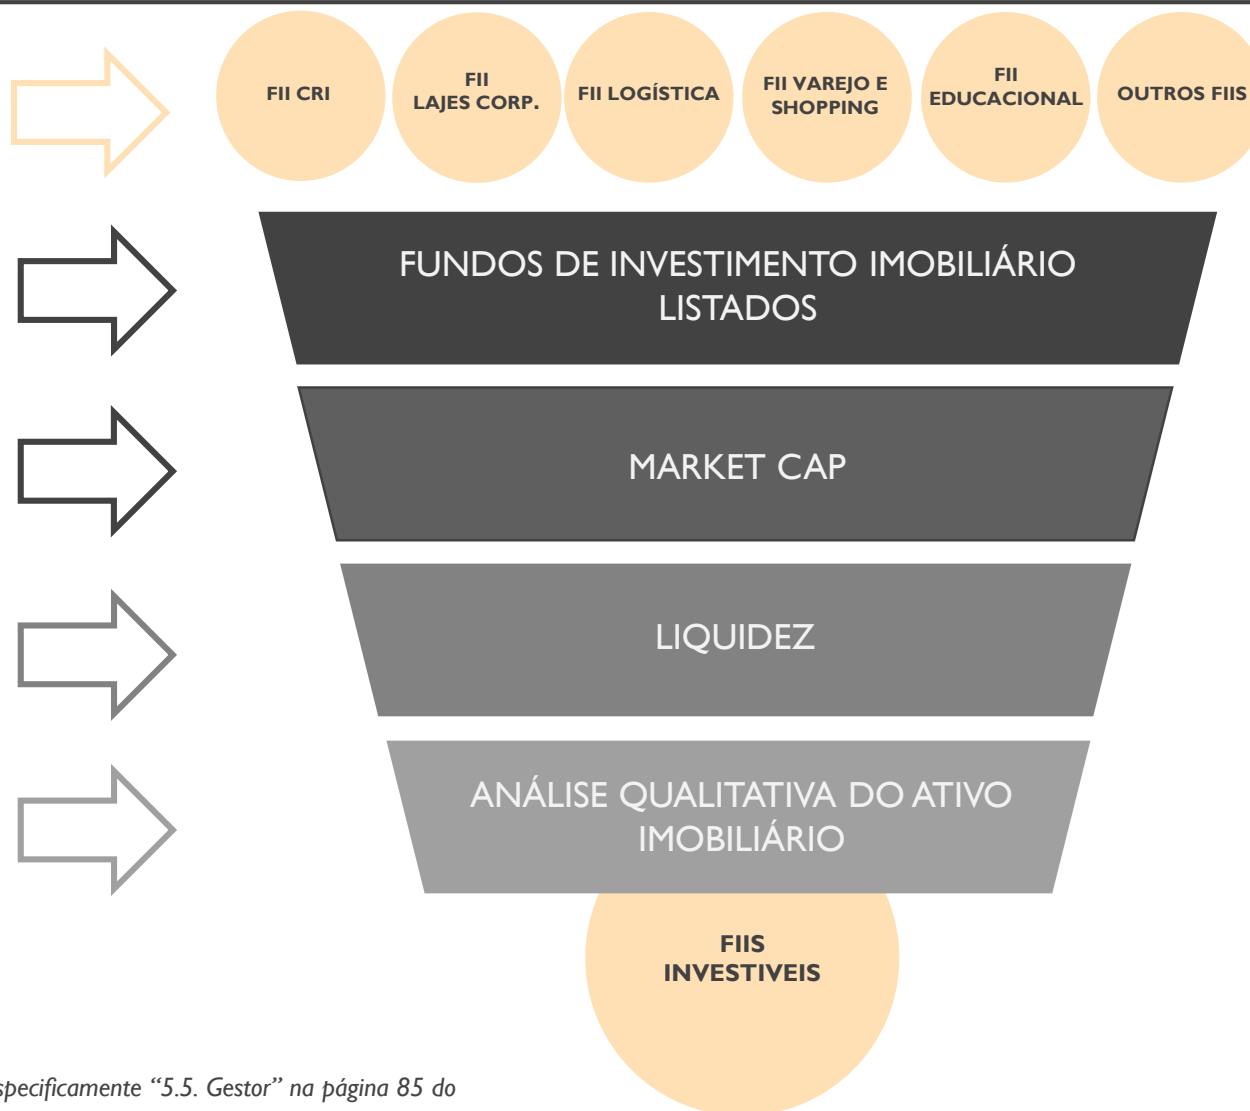 FII CRI
FII
LAJES CORP.
FII LOGÍSTICA
FII VAREJO E
SHOPPING
FII
EDUCACIONAL
OUTROS FIIS
FUNDOS DE INVESTIMENTO IMOBILIÁRIO
LISTADOS
MARKET CAP
LIQUIDEZ
ANÁLISE QUALITATIVA DO ATIVO
IMOBILIÁRIO
FIIS
INVESTIVEIS
specificamente “5.5. Gestor” na página 85 do